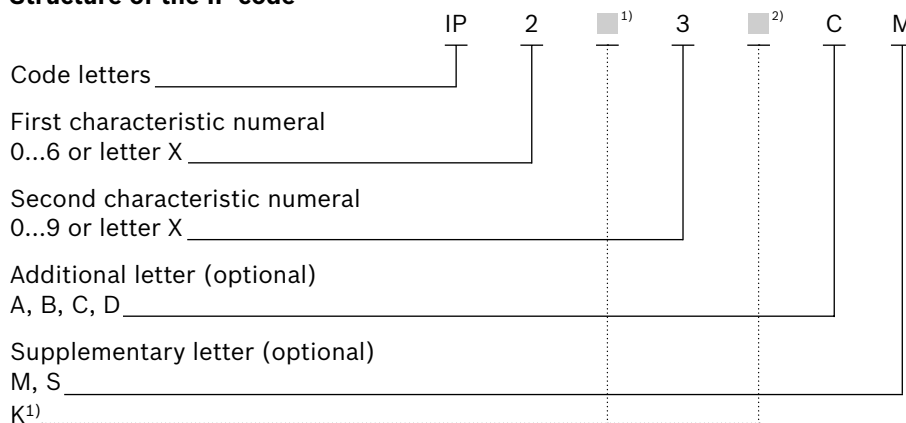 Structure of the IP code
IP 2 1) 3 2) C M
Code letters
First characteristic numeral
0...6 or letter X
Second characteristic numeral
0...9 or letter X
Additional letter (optional)
A, B, C, D
Supplementary letter (optional)
M, S
K1)